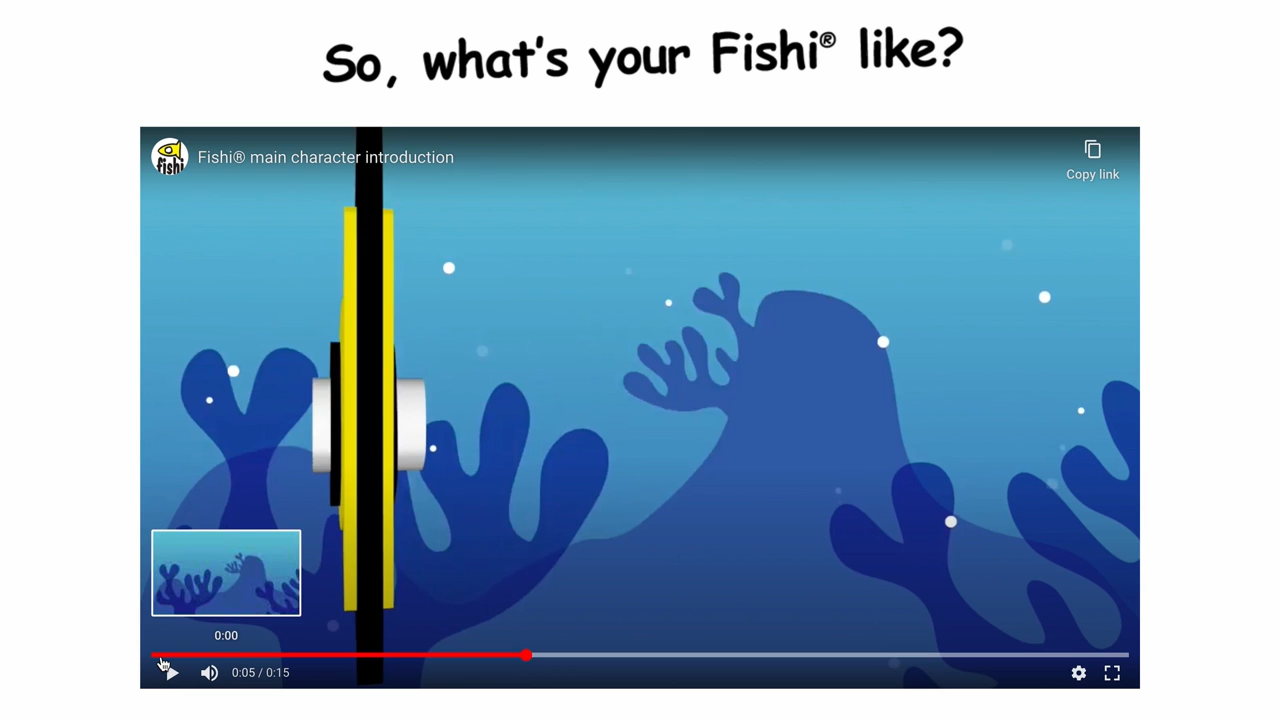 So, what's your Fishi® like?
fishi
Fishi® main character introduction
Copy link
0:00
0:05 / 0:15